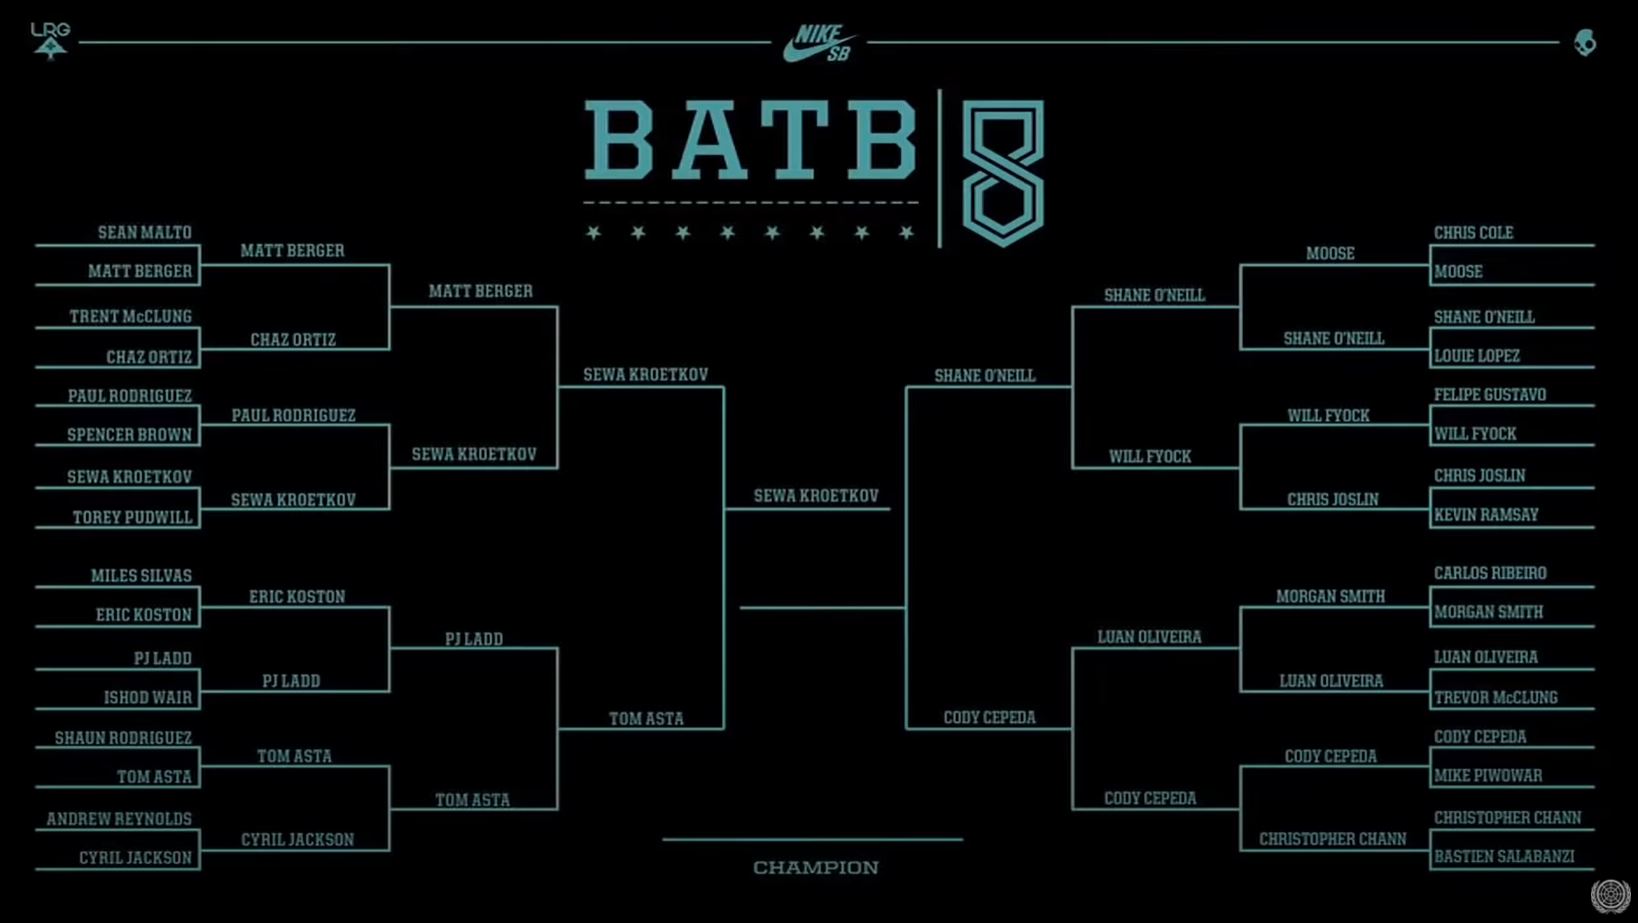 LRG
NIKE
SB
BATB 8
SEAN MALTO
MATT BERGER
TRENT McCLUNG
CHAZ ORTIZ
PAUL RODRIGUEZ
SPENCER BROWN
SEWA KROETKOV
TOREY PUDWILL
MILES SILVAS
ERIC KOSTON
PJ LADD
ISHOD WAIR
SHAUN RODRIGUEZ
TOM ASTA
ANDREW REYNOLDS
CYRIL JACKSON
MATT BERGER
CHAZ ORTIZ
PAUL RODRIGUEZ
SEWA KROETKOV
ERIC KOSTON
PJ LADD
TOM ASTA
CYRIL JACKSON
MATT BERGER
SEWA KROETKOV
PJ LADD
TOM ASTA
SEWA KROETKOV
TOM ASTA
SEWA KROETKOV
CHAMPION
SHANE O'NEILL
CODY CEPEDA
SHANE O'NEILL
WILL FYOCK
LUAN OLIVEIRA
CODY CEPEDA
MOOSE
SHANE O'NEILL
WILL FYOCK
CHRIS JOSLIN
MORGAN SMITH
LUAN OLIVEIRA
CODY CEPEDA
CHRISTOPHER CHANN
CHRIS COLE
MOOSE
SHANE O'NEILL
LOUIE LOPEZ
FELIPE GUSTAVO
WILL FYOCK
CHRIS JOSLIN
KEVIN RAMSAY
CARLOS RIBEIRO
MORGAN SMITH
LUAN OLIVEIRA
TREVOR McCLUNG
CODY CEPEDA
MIKE PIWOWAR
CHRISTOPHER CHANN
BASTIEN SALABANZI